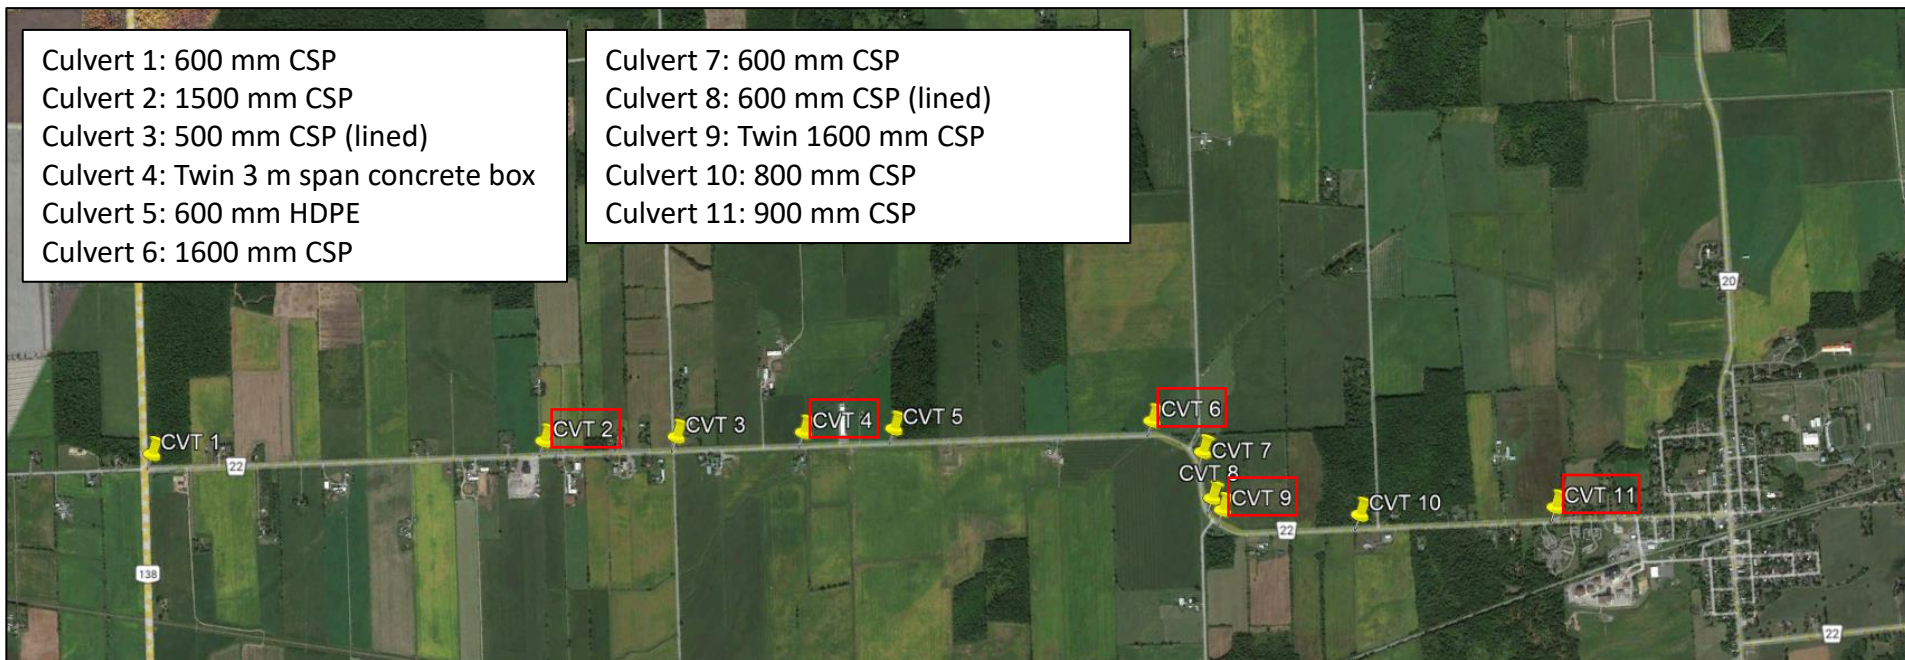 Culvert 1: 600 mm CSP
Culvert 2: 1500 mm CSP
Culvert 3: 500 mm CSP (lined)
Culvert 4: Twin 3 m span concrete box
Culvert 5: 600 mm HDPE
Culvert 6: 1600 mm CSP
Culvert 7: 600 mm CSP
Culvert 8: 600 mm CSP (lined)
Culvert 9: Twin 1600 mm CSP
Culvert 10: 800 mm CSP
Culvert 11: 900 mm CSP
20
CVT 1
CVT 2
CVT 3
CVT 4
CVT 5
CVT 6
CVT 7
CVT 8
CVT 9
CVT 10
CVT 11
22
22
138
22